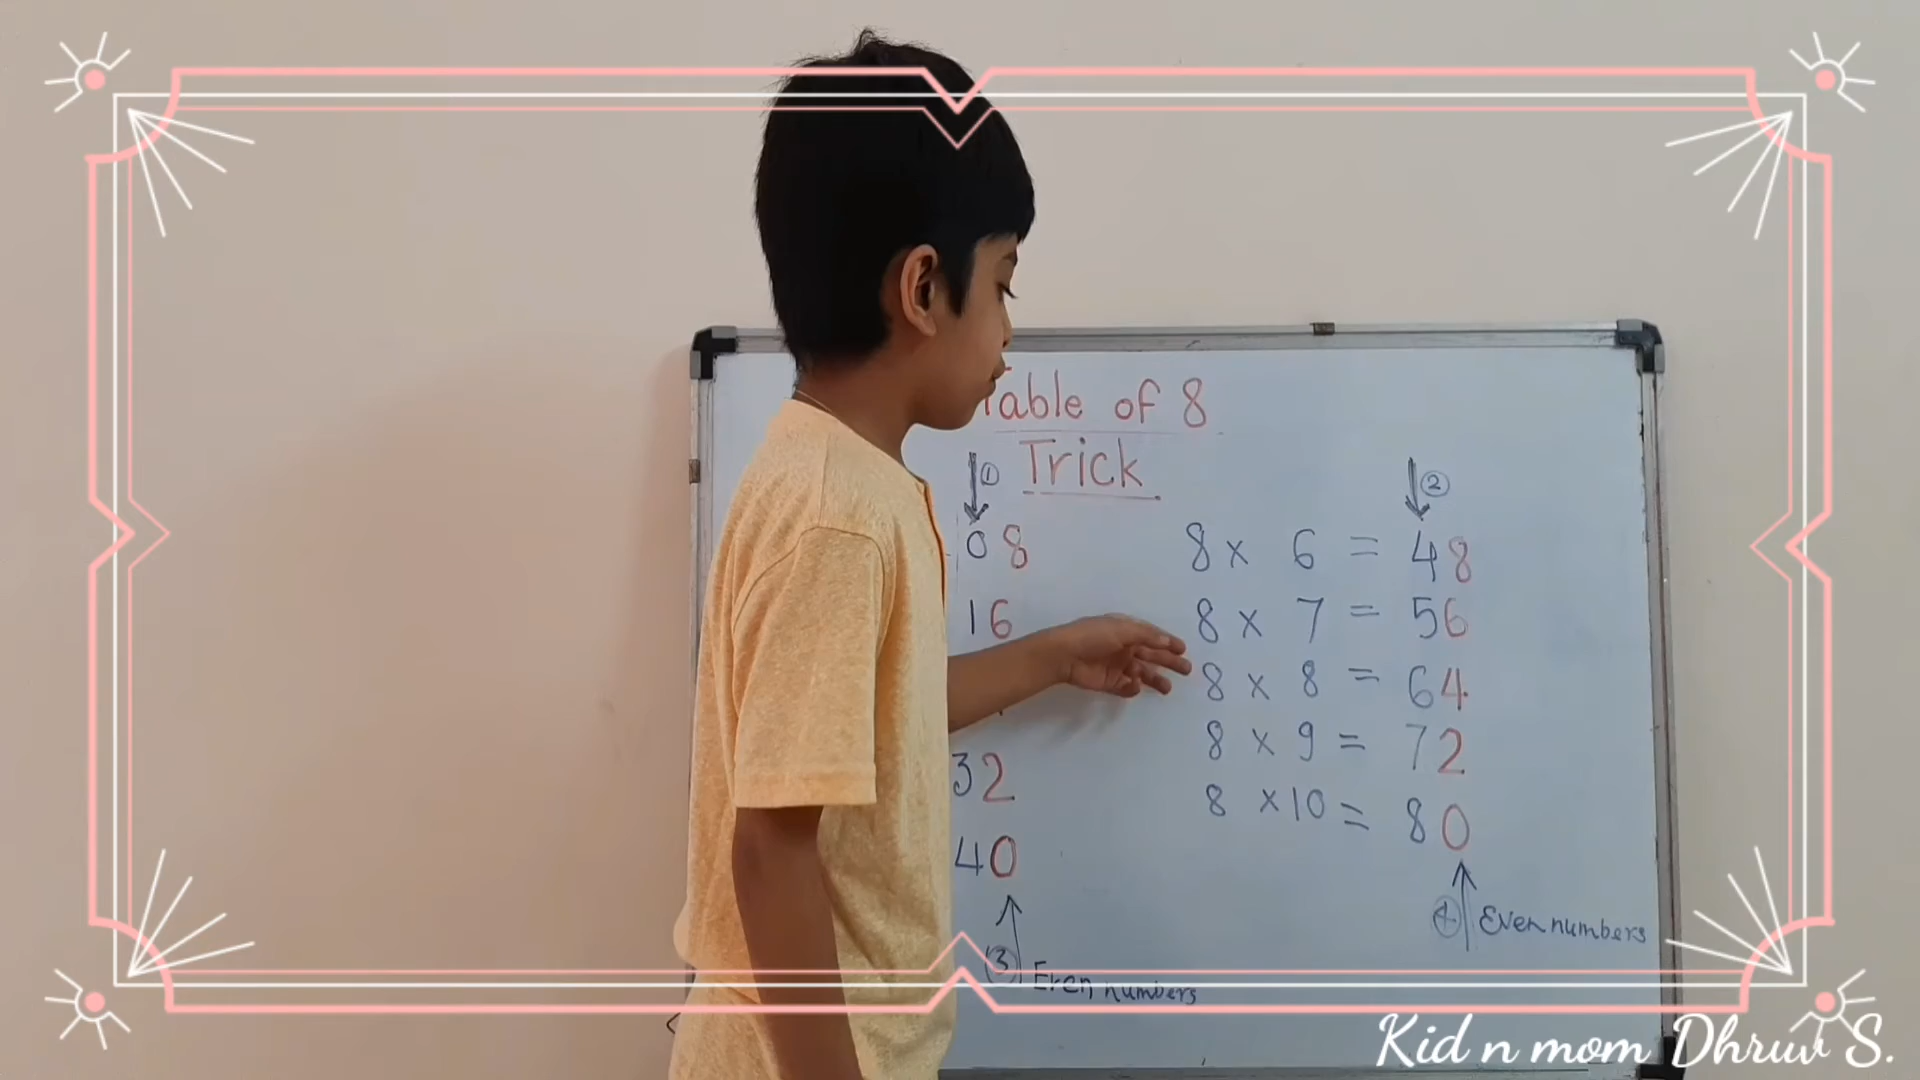 Table of 8
Trick
①
08
16
32
40
③ Even numbers
②
8 x 6 = 48
8 x 7 = 56
8 x 8 = 64
8 x 9 = 72
8 x 10 = 80
④ Even numbers
Kid n mom Dhruv S.